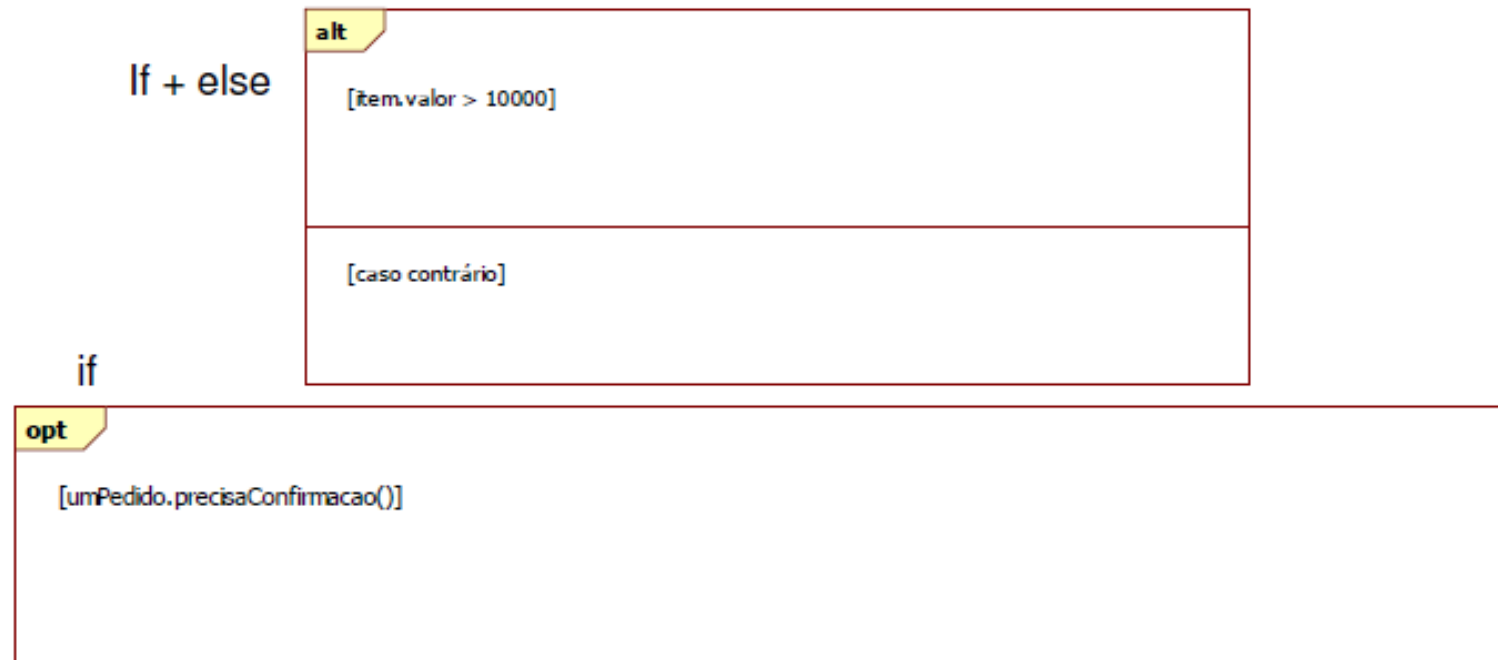 alt
If + else
[item.valor > 10000]
[caso contrário]
if
opt
[umPedido.precisaConfirmacao()]